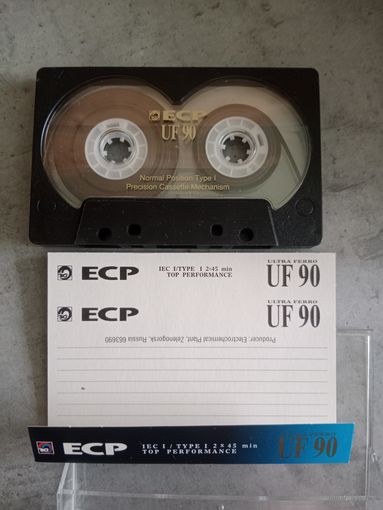 ECP
UF 90
Normal Position Type I
Precision Cassette Mechanism
ECP IEC I/TYPE I 2×45 min TOP PERFORMANCE ULTRA FERRO UF 90
ECP ULTRA FERRO UF 90
Producer: Electrochemical Plant, Zelenogorsk, Russia 663690
ECP IEC I / TYPE I 2 × 45 min TOP PERFORMANCE UF 90